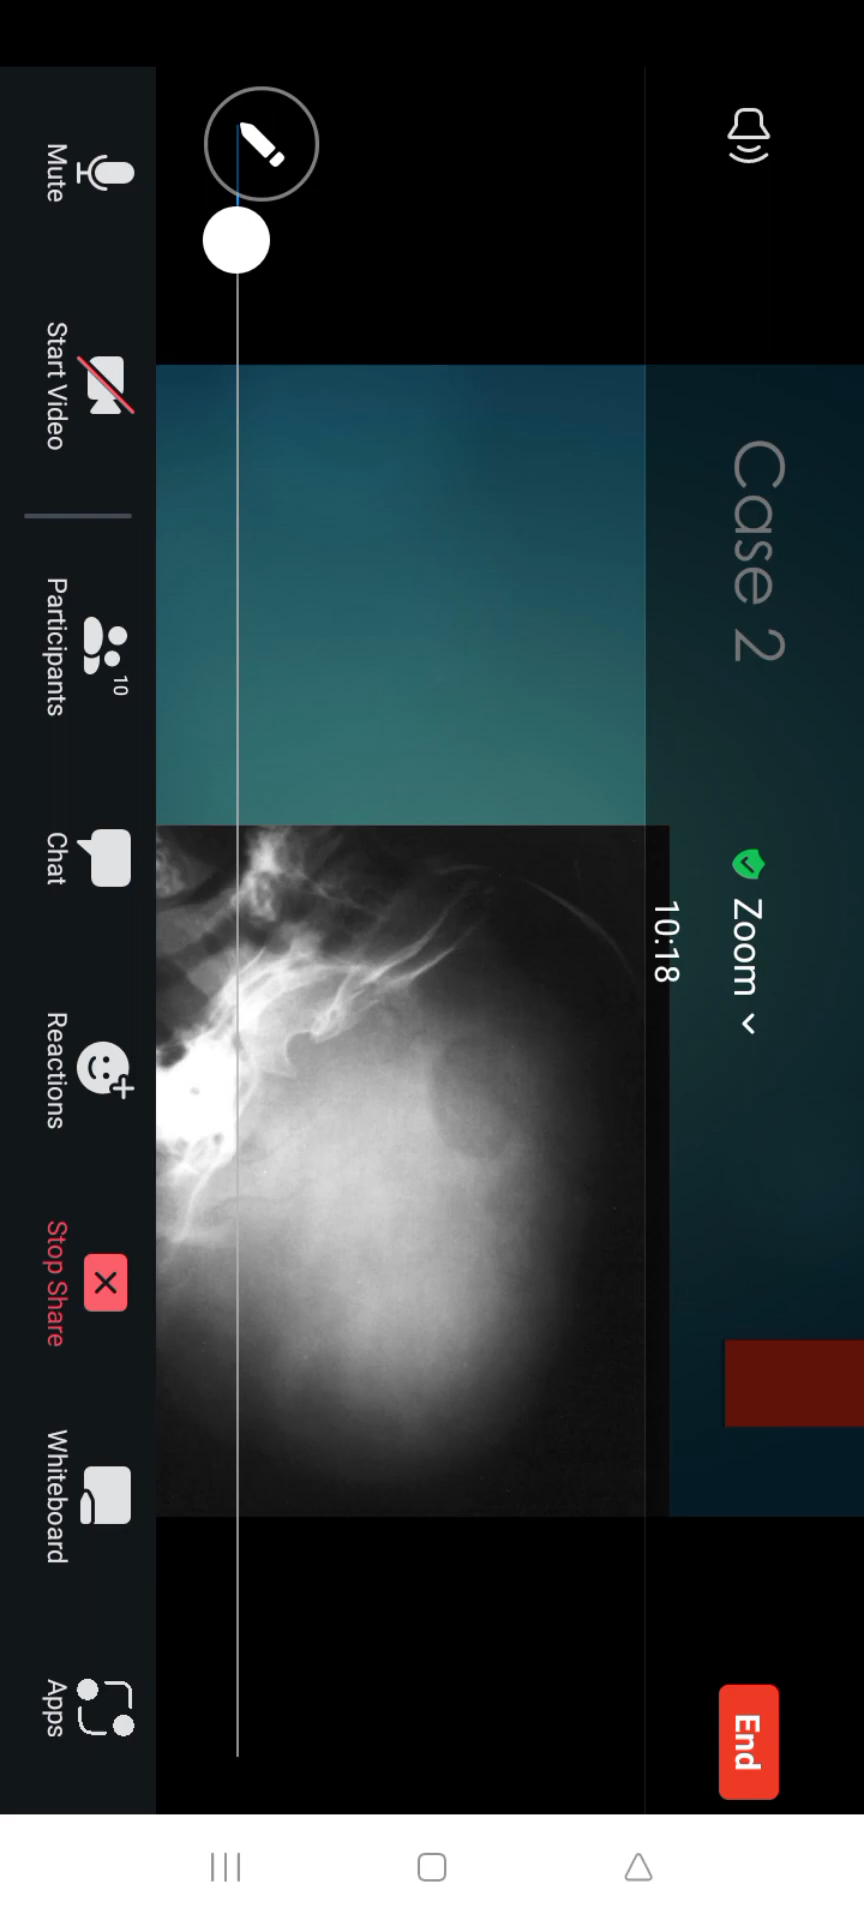 Zoom
End
Case 2
10:18
Mute
Start Video
Participants
10
Chat
Reactions
Stop Share
Whiteboard
Apps